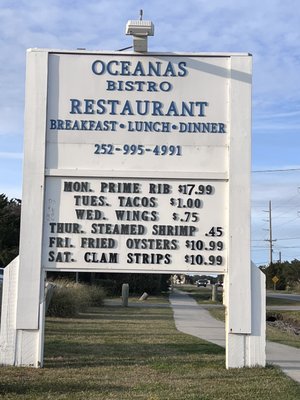 OCEANAS
BISTRO
RESTAURANT
BREAKFAST • LUNCH • DINNER
252-995-4991
MON. PRIME RIB $17.99
TUES. TACOS $1.00
WED. WINGS $.75
THUR. STEAMED SHRIMP .45
FRI. FRIED OYSTERS $10.99
SAT. CLAM STRIPS $10.99